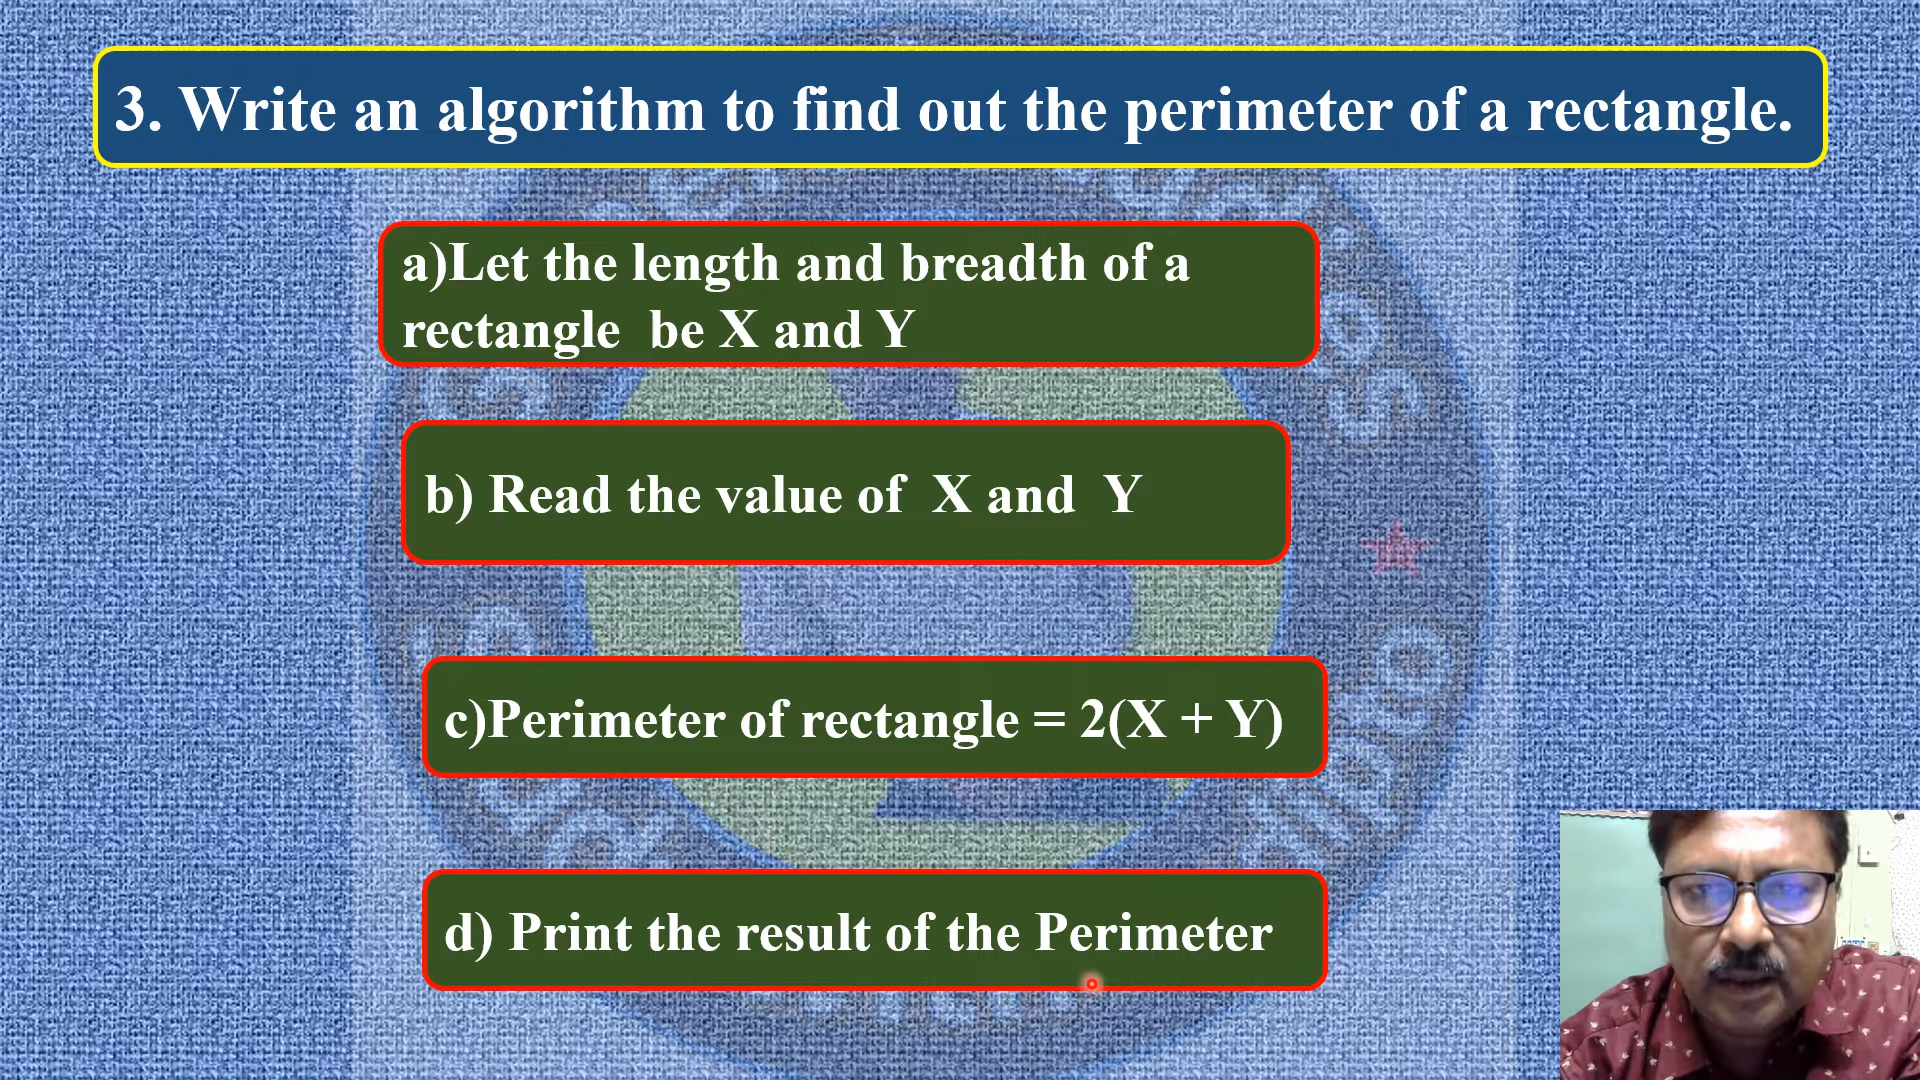 3. Write an algorithm to find out the perimeter of a rectangle.
a)Let the length and breadth of a
rectangle  be X and Y
b) Read the value of  X and  Y
c)Perimeter of rectangle = 2(X + Y)
d) Print the result of the Perimeter